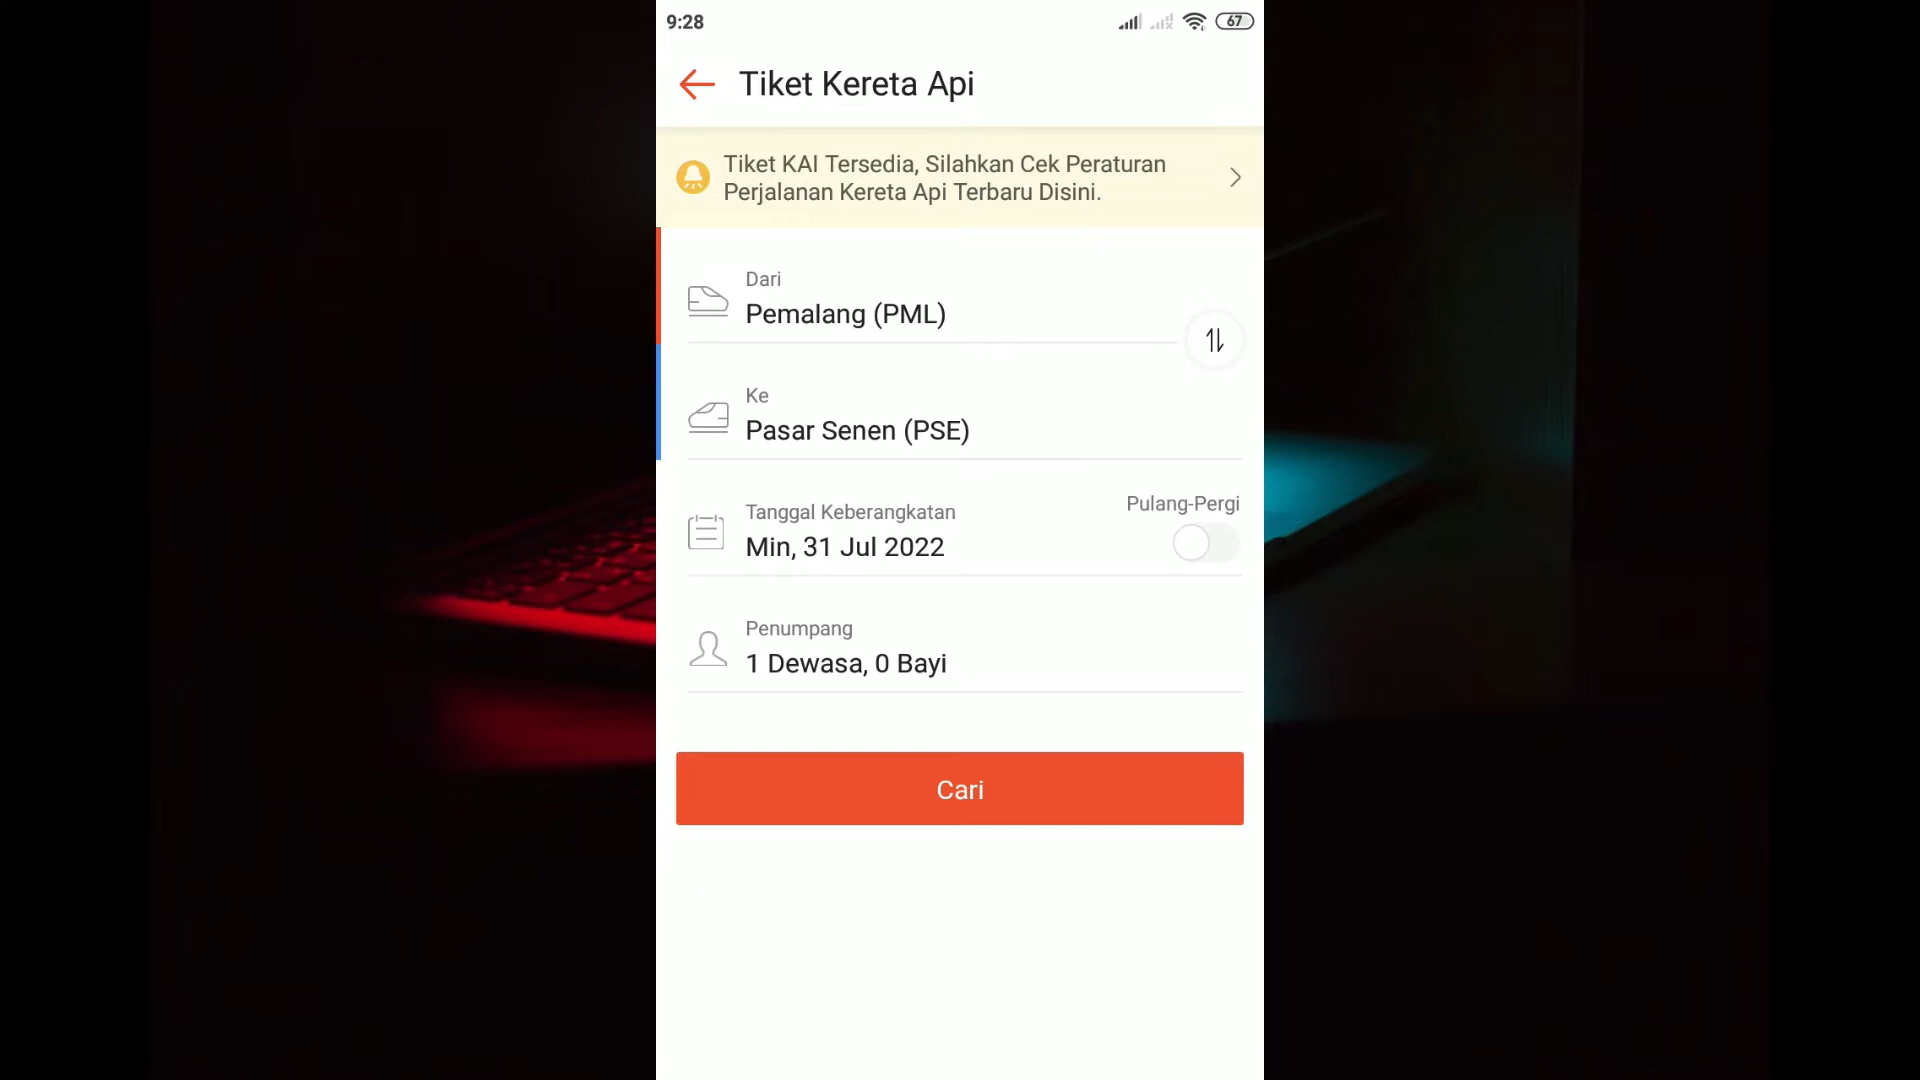 9:28
67
Tiket Kereta Api
Tiket KAI Tersedia, Silahkan Cek Peraturan
Perjalanan Kereta Api Terbaru Disini.
Dari
Pemalang (PML)
Ke
Pasar Senen (PSE)
Tanggal Keberangkatan
Pulang-Pergi
Min, 31 Jul 2022
Penumpang
1 Dewasa, 0 Bayi
Cari